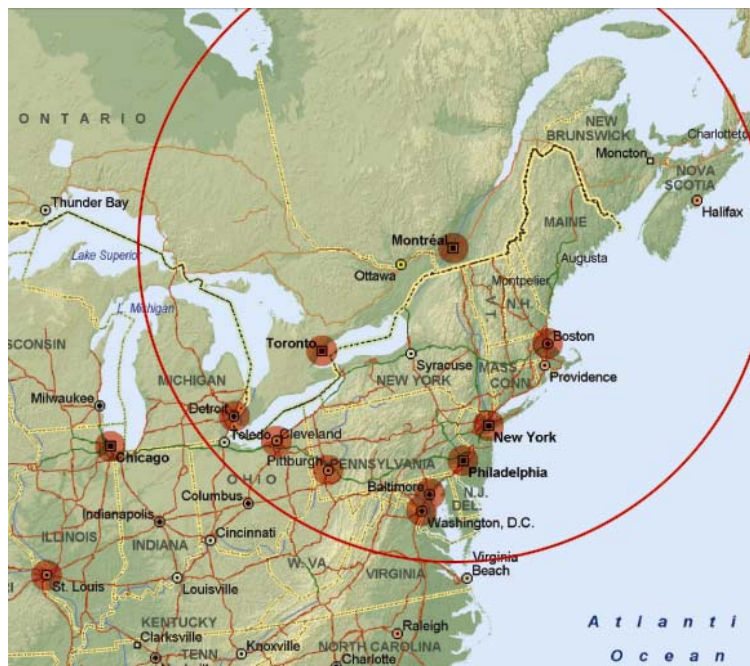 ONTARIO
NEW
BRUNSWICK
Charlotteto
Moncton
NOVA
SCOTIA
Thunder Bay
Halifax
MAINE
Montréal
Lake Superior
Ottawa
Augusta
Montpelier
L. Michigan
VT.
N.H.
SCONSIN
Toronto
Boston
Syracuse
MASS
MICHIGAN
NEW YORK
CONN
Providence
Milwaukee
Detroit
New York
Toledo
Cleveland
Chicago
Pittburgh
PENNSYLVANIA
Philadelphia
OHIO
Baltimore
N.J.
Columbus
DEL.
Indianapolis
Washington, D.C.
ILLINOIS
INDIANA
Cincinnati
Virginia
Beach
W. VA
VIRGINIA
St. Louis
Louisville
KENTUCKY
Clarksville
Raleigh
Atlanti
Ocean
TENN
Knoxville
NORTH CAROLINA
Charlotte